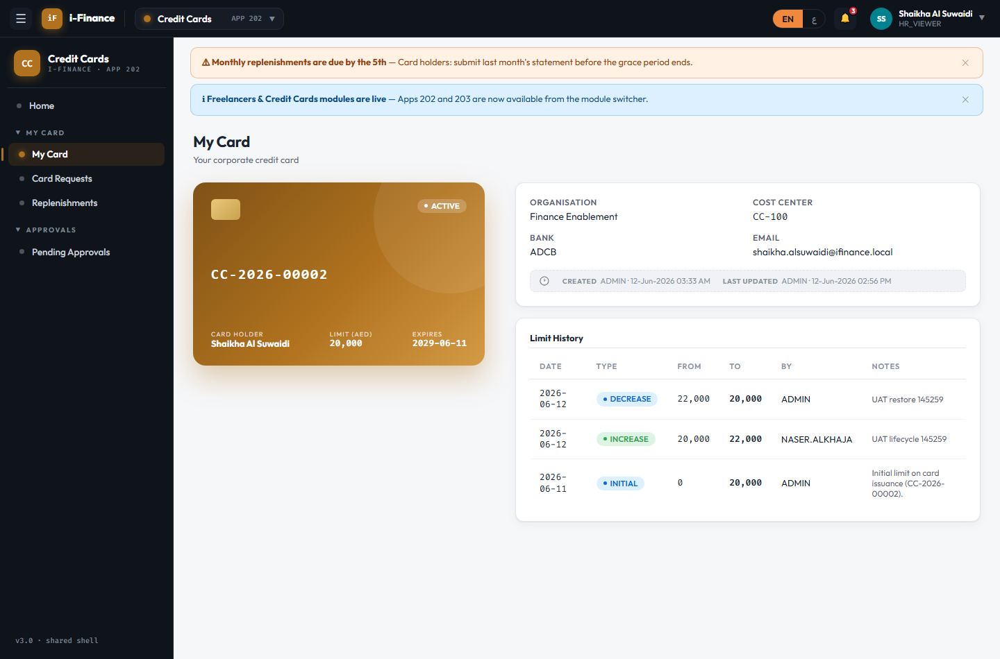 ☰ iF i-Finance
Credit Cards APP 202 ▼
EN ع
3
SS Shaikha Al Suwaidi ▼
HR_VIEWER
CC Credit Cards
I-FINANCE · APP 202
Home
▼ MY CARD
My Card
Card Requests
Replenishments
▼ APPROVALS
Pending Approvals
v3.0 · shared shell
⚠ Monthly replenishments are due by the 5th — Card holders: submit last month's statement before the grace period ends. ×
ℹ Freelancers & Credit Cards modules are live — Apps 202 and 203 are now available from the module switcher. ×
My Card
Your corporate credit card
ACTIVE
CC-2026-00002
CARD HOLDER LIMIT (AED) EXPIRES
Shaikha Al Suwaidi 20,000 2029-06-11
ORGANISATION COST CENTER
Finance Enablement CC-100
BANK EMAIL
ADCB shaikha.alsuwaidi@ifinance.local
CREATED ADMIN · 12-Jun-2026 03:33 AM LAST UPDATED ADMIN · 12-Jun-2026 02:56 PM
Limit History
DATE TYPE FROM TO BY NOTES
2026-
06-12 DECREASE 22,000 20,000 ADMIN UAT restore 145259
2026-
06-12 INCREASE 20,000 22,000 NASER.ALKHAJA UAT lifecycle 145259
2026-
06-11 INITIAL 0 20,000 ADMIN Initial limit on card
issuance (CC-2026-
00002).